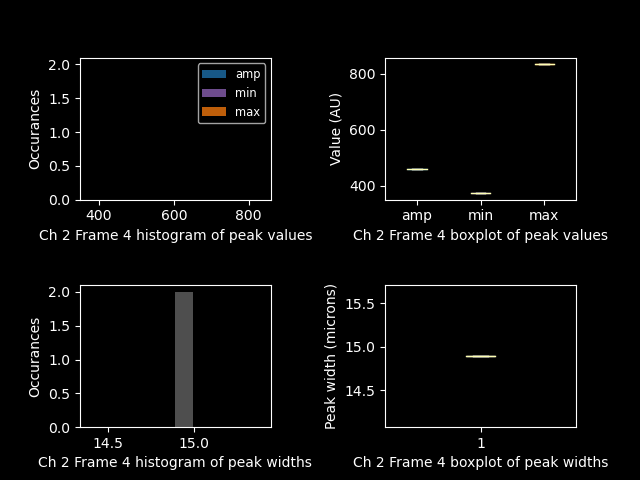 2.0
1.5
1.0
0.5
0.0
Occurances
amp
min
max
400 600 800
Ch 2 Frame 4 histogram of peak values
800
600
400
Value (AU)
amp min max
Ch 2 Frame 4 boxplot of peak values
2.0
1.5
1.0
0.5
0.0
Occurances
14.5 15.0
Ch 2 Frame 4 histogram of peak widths
15.5
15.0
14.5
Peak width (microns)
1
Ch 2 Frame 4 boxplot of peak widths